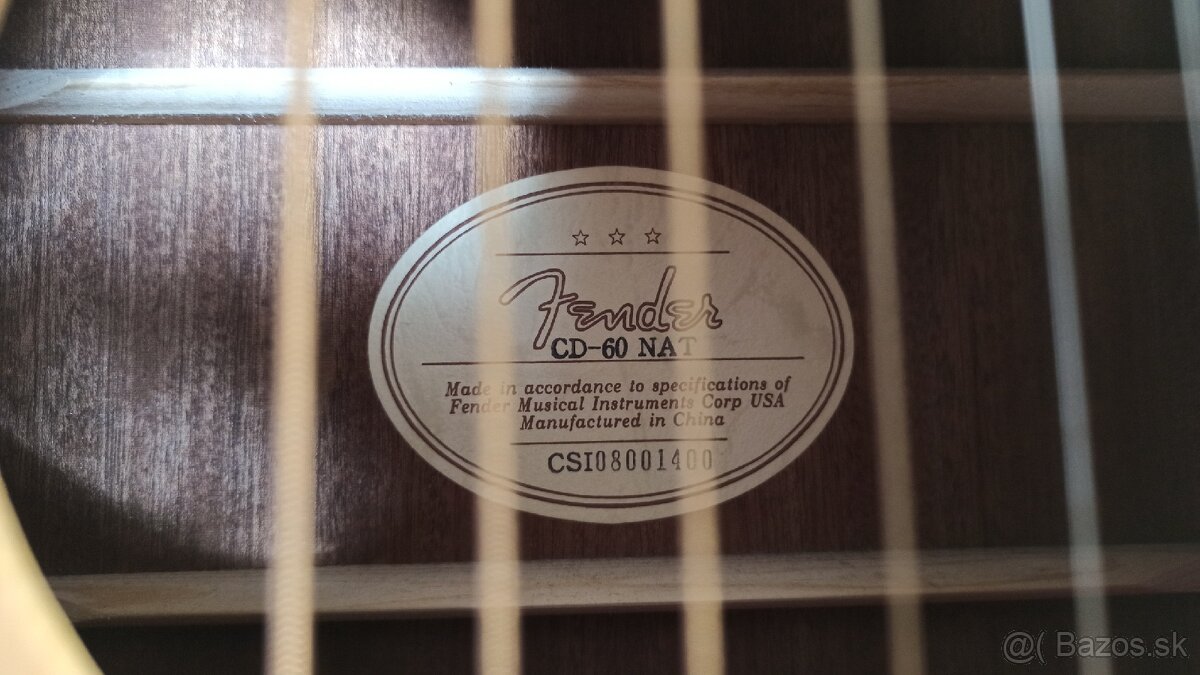 Fender
CD-60 NAT
Made in accordance to specifications of
Fender Musical Instruments Corp USA
Manufactured in China
CSI08001400
@( Bazos.sk